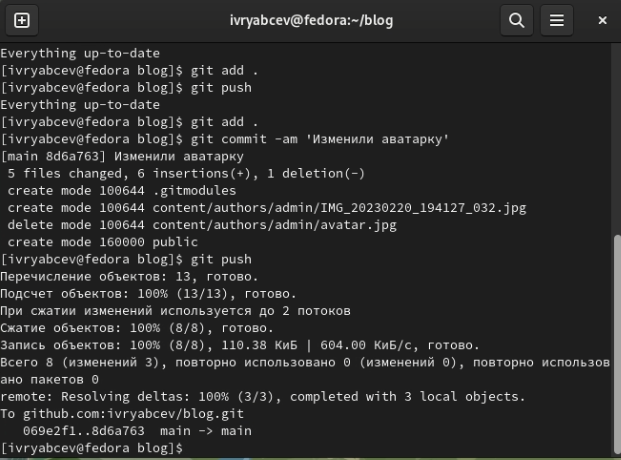 ivryabcev@fedora:~/blog
Everything up-to-date
[ivryabcev@fedora blog]$ git add .
[ivryabcev@fedora blog]$ git push
Everything up-to-date
[ivryabcev@fedora blog]$ git add .
[ivryabcev@fedora blog]$ git commit -am 'Изменили аватарку'
[main 8d6a763] Изменили аватарку
 5 files changed, 6 insertions(+), 1 deletion(-)
 create mode 100644 .gitmodules
 create mode 100644 content/authors/admin/IMG_20230220_194127_032.jpg
 delete mode 100644 content/authors/admin/avatar.jpg
 create mode 160000 public
[ivryabcev@fedora blog]$ git push
Перечисление объектов: 13, готово.
Подсчет объектов: 100% (13/13), готово.
При сжатии изменений используется до 2 потоков
Сжатие объектов: 100% (8/8), готово.
Запись объектов: 100% (8/8), 110.38 КиБ | 604.00 КиБ/с, готово.
Всего 8 (изменений 3), повторно использовано 0 (изменений 0), повторно использов
ано пакетов 0
remote: Resolving deltas: 100% (3/3), completed with 3 local objects.
To github.com:ivryabcev/blog.git
   069e2f1..8d6a763  main -> main
[ivryabcev@fedora blog]$